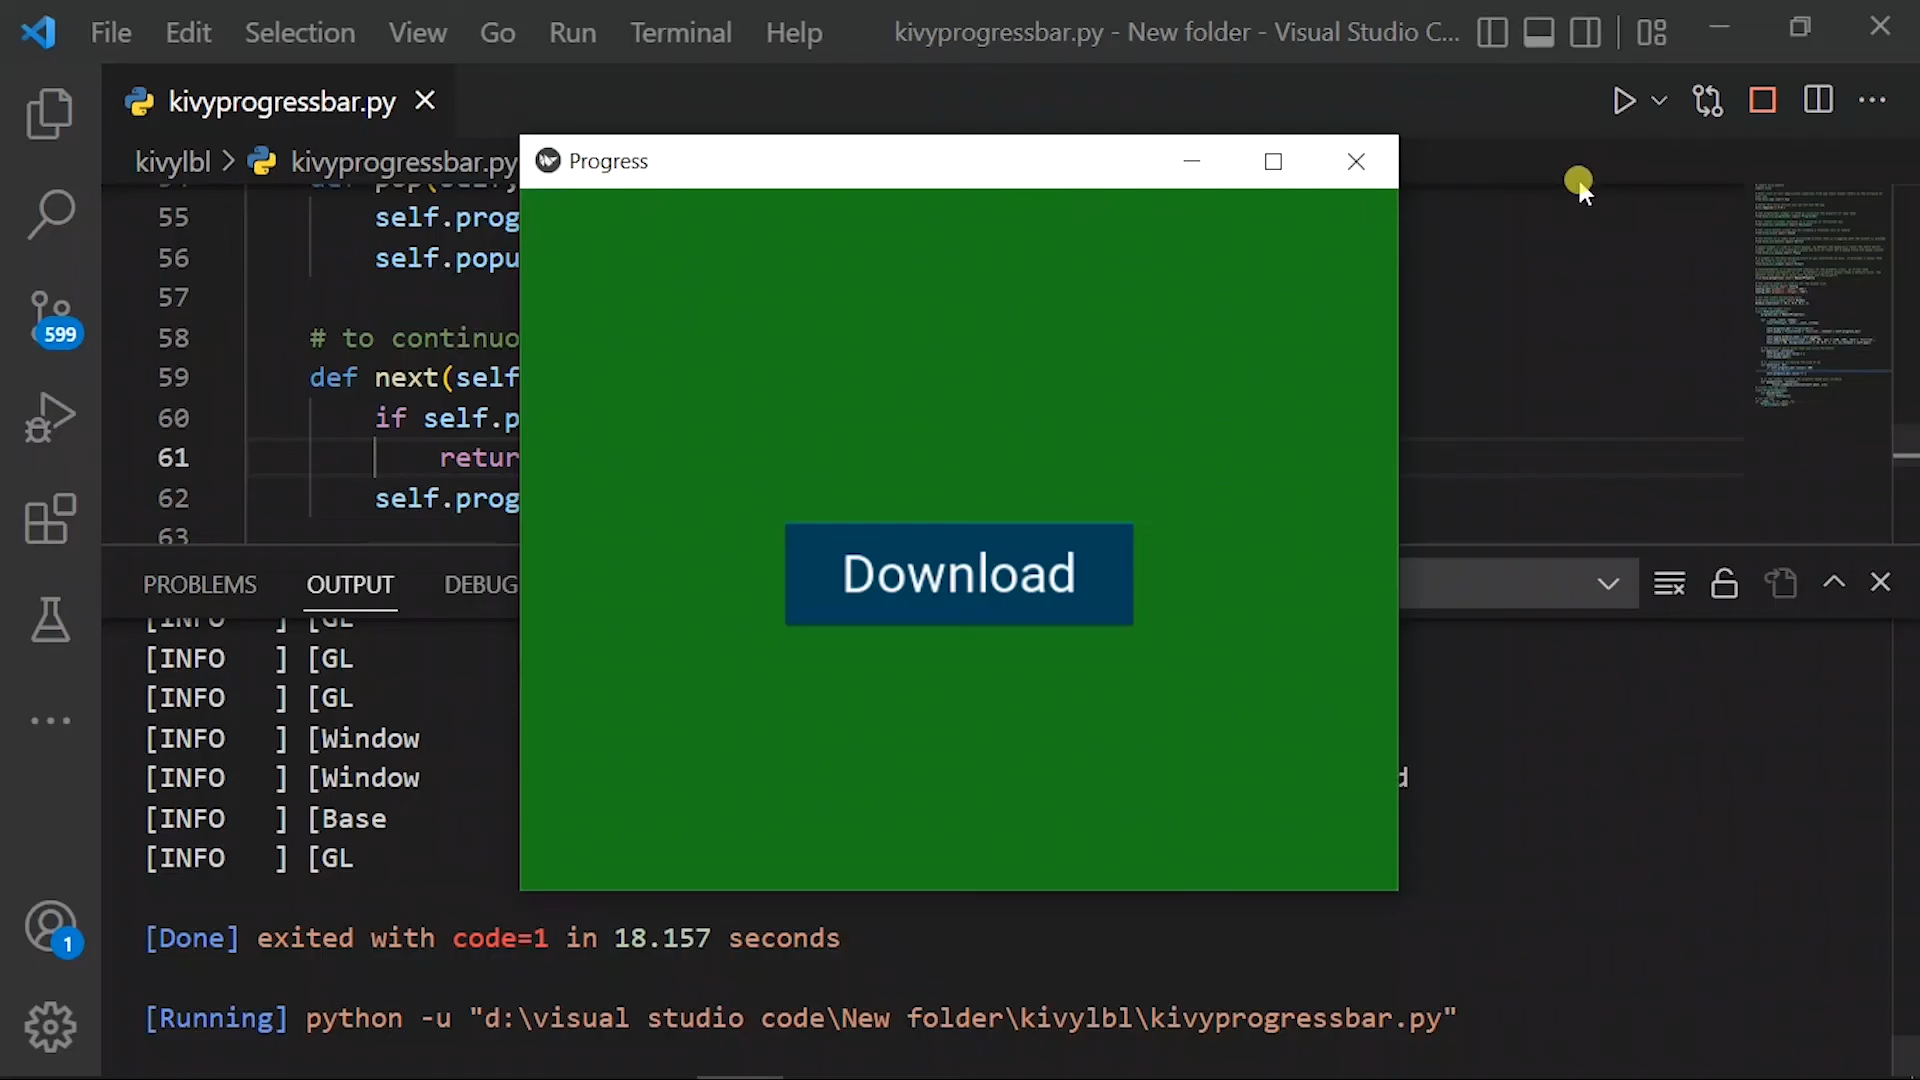 File Edit Selection View Go Run Terminal Help kivyprogressbar.py - New folder - Visual Studio C...
kivyprogressbar.py
kivylbl > kivyprogressbar.py
Progress
55 self.prog
56 self.popu
57
58 # to continuo
59 def next(self
60 if self.p
61 retur
62 self.prog
63
599
Download
PROBLEMS OUTPUT DEBUG
[INFO ] [GL
[INFO ] [GL
[INFO ] [GL
[INFO ] [Window
[INFO ] [Window d
[INFO ] [Base
[INFO ] [GL
1
[Done] exited with code=1 in 18.157 seconds
[Running] python -u "d:\visual studio code\New folder\kivylbl\kivyprogressbar.py"